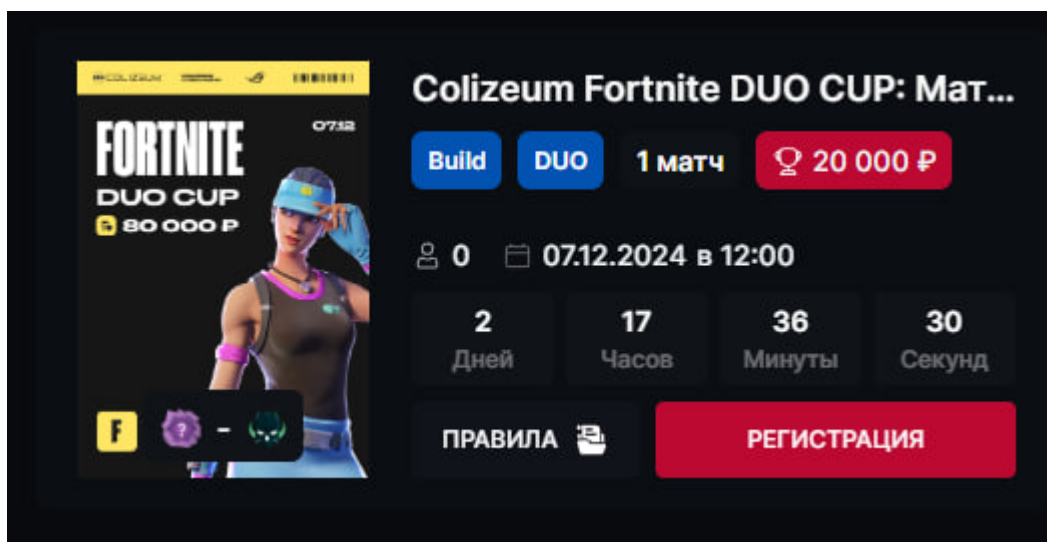 COLIZEUM
FORTNITE
07.12
DUO CUP
80 000 ₽
F
? -
Colizeum Fortnite DUO CUP: Мат...
Build DUO 1 матч 20 000 ₽
0 07.12.2024 в 12:00
2 17 36 30
Дней Часов Минуты Секунд
ПРАВИЛА РЕГИСТРАЦИЯ